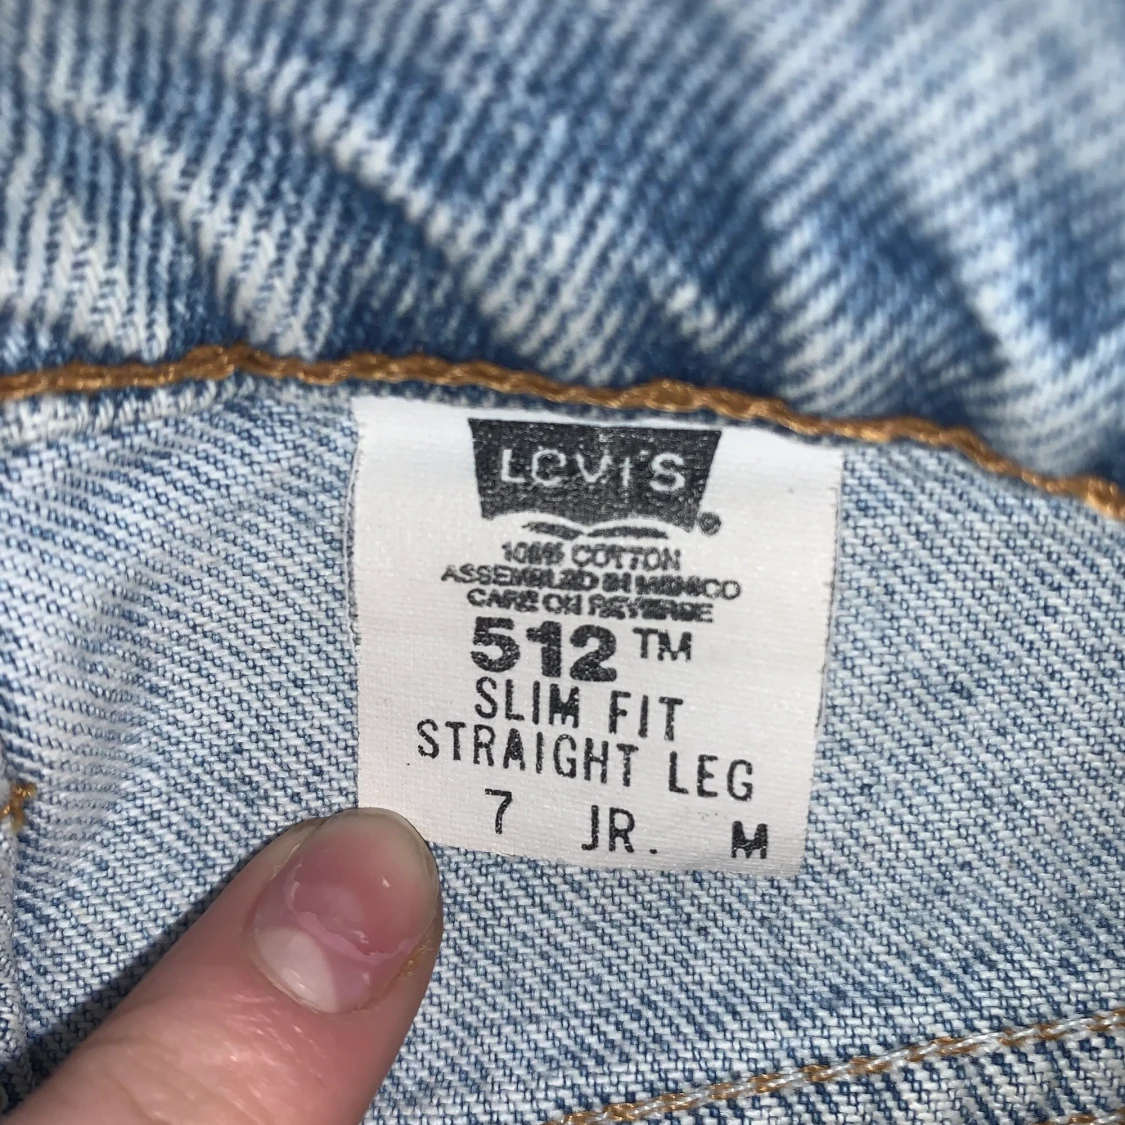 LEVI'S ®
100% COTTON
ASSEMBLED IN MEXICO
CARE ON REVERSE
512™
SLIM FIT
STRAIGHT LEG
7 JR. M